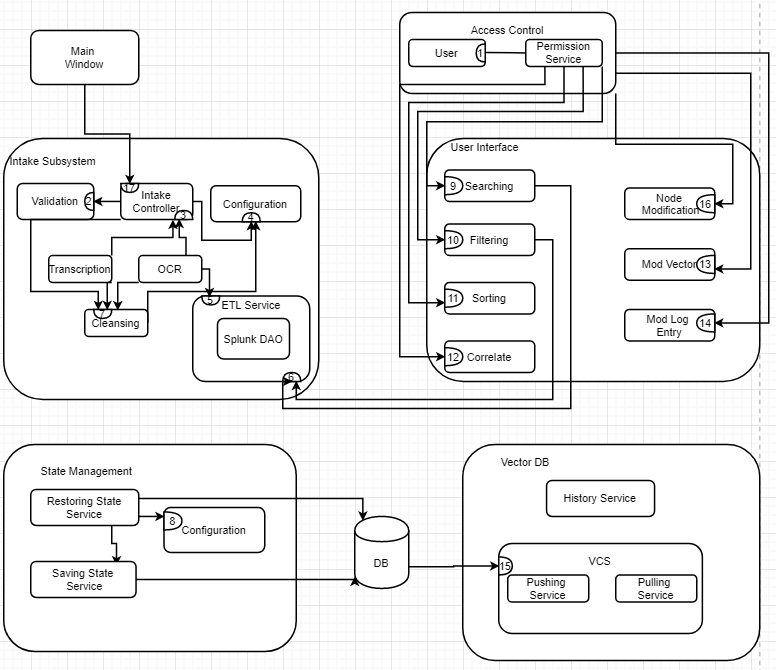 Access Control
User
1
Permission
Service
Main
Window
Intake Subsystem
17
Validation
2
Intake
Controller
3
Configuration
4
Transcription
OCR
7
Cleansing
5
ETL Service
Splunk DAO
6
User Interface
9
Searching
10
Filtering
11
Sorting
12
Correlate
Node
Modification
16
Mod Vector
13
Mod Log
Entry
14
State Management
Restoring State
Service
8
Configuration
Saving State
Service
DB
Vector DB
History Service
15
VCS
Pushing
Service
Pulling
Service